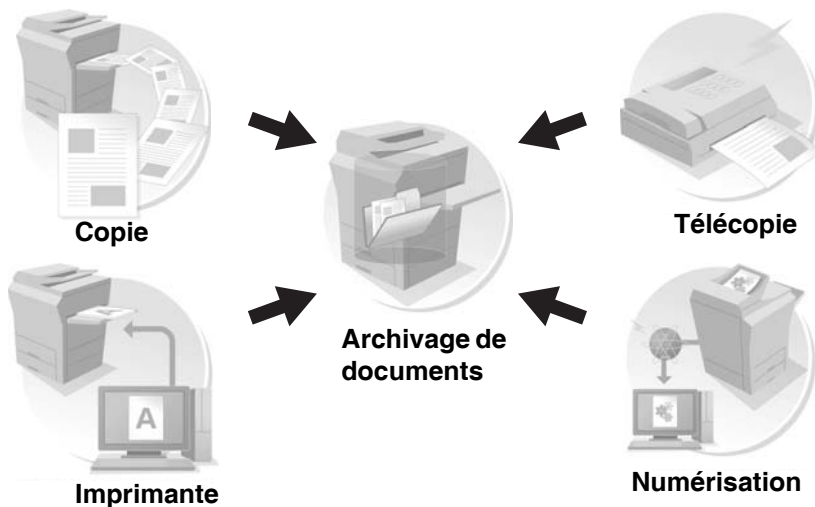 Copie
Télécopie
Archivage de
documents
A
Imprimante
Numérisation